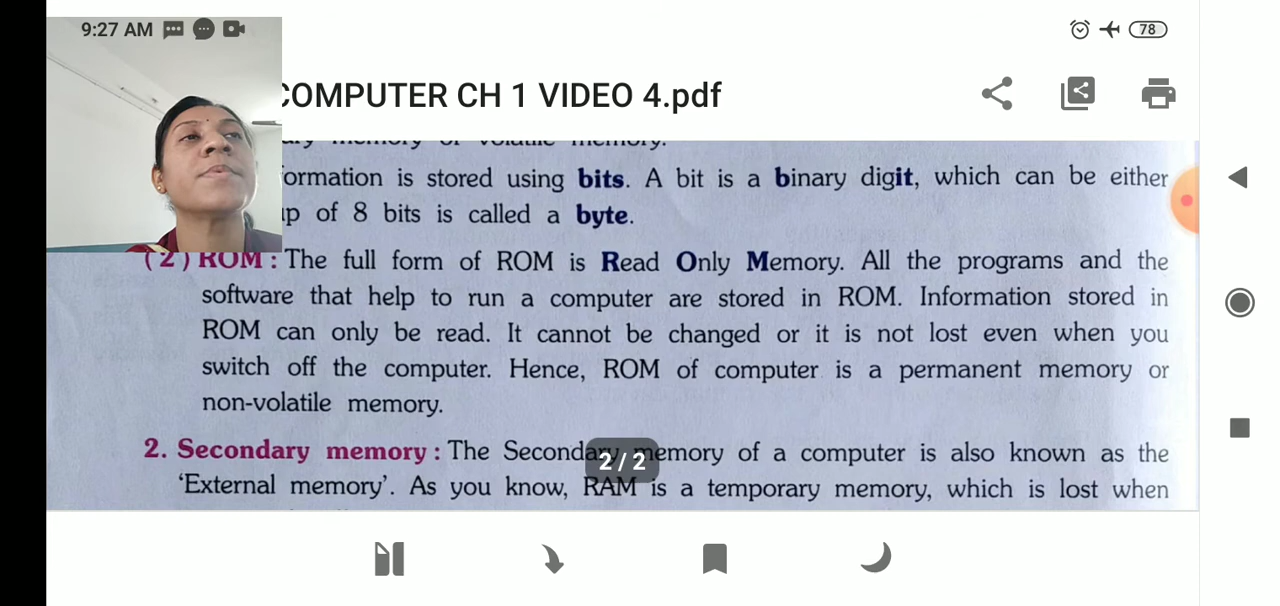 9:27 AM
78
COMPUTER CH 1 VIDEO 4.pdf
memory or volatile memory.
ormation is stored using bits. A bit is a binary digit, which can be either
up of 8 bits is called a byte.
(2) ROM : The full form of ROM is Read Only Memory. All the programs and the
software that help to run a computer are stored in ROM. Information stored in
ROM can only be read. It cannot be changed or it is not lost even when you
switch off the computer. Hence, ROM of computer is a permanent memory or
non-volatile memory.
2. Secondary memory : The Secondary memory of a computer is also known as the
2 / 2
'External memory'. As you know, RAM is a temporary memory, which is lost when